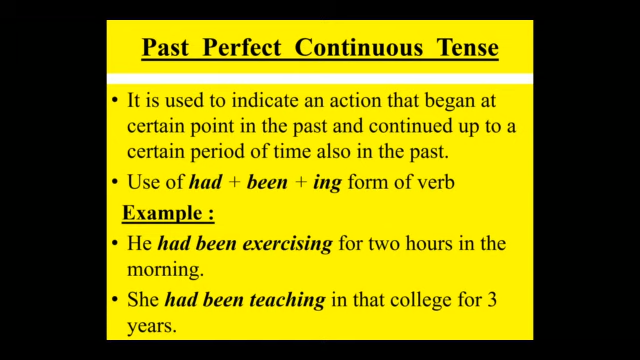 Past Perfect Continuous Tense
• It is used to indicate an action that began at
certain point in the past and continued up to a
certain period of time also in the past.
• Use of had + been + ing form of verb
Example :
• He had been exercising for two hours in the
morning.
• She had been teaching in that college for 3
years.